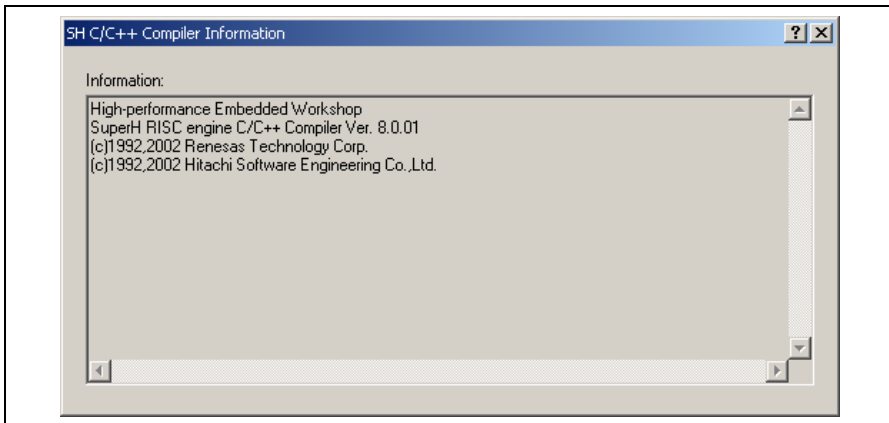 SH C/C++ Compiler Information
Information:
High-performance Embedded Workshop
SuperH RISC engine C/C++ Compiler Ver. 8.0.01
(c)1992,2002 Renesas Technology Corp.
(c)1992,2002 Hitachi Software Engineering Co.,Ltd.